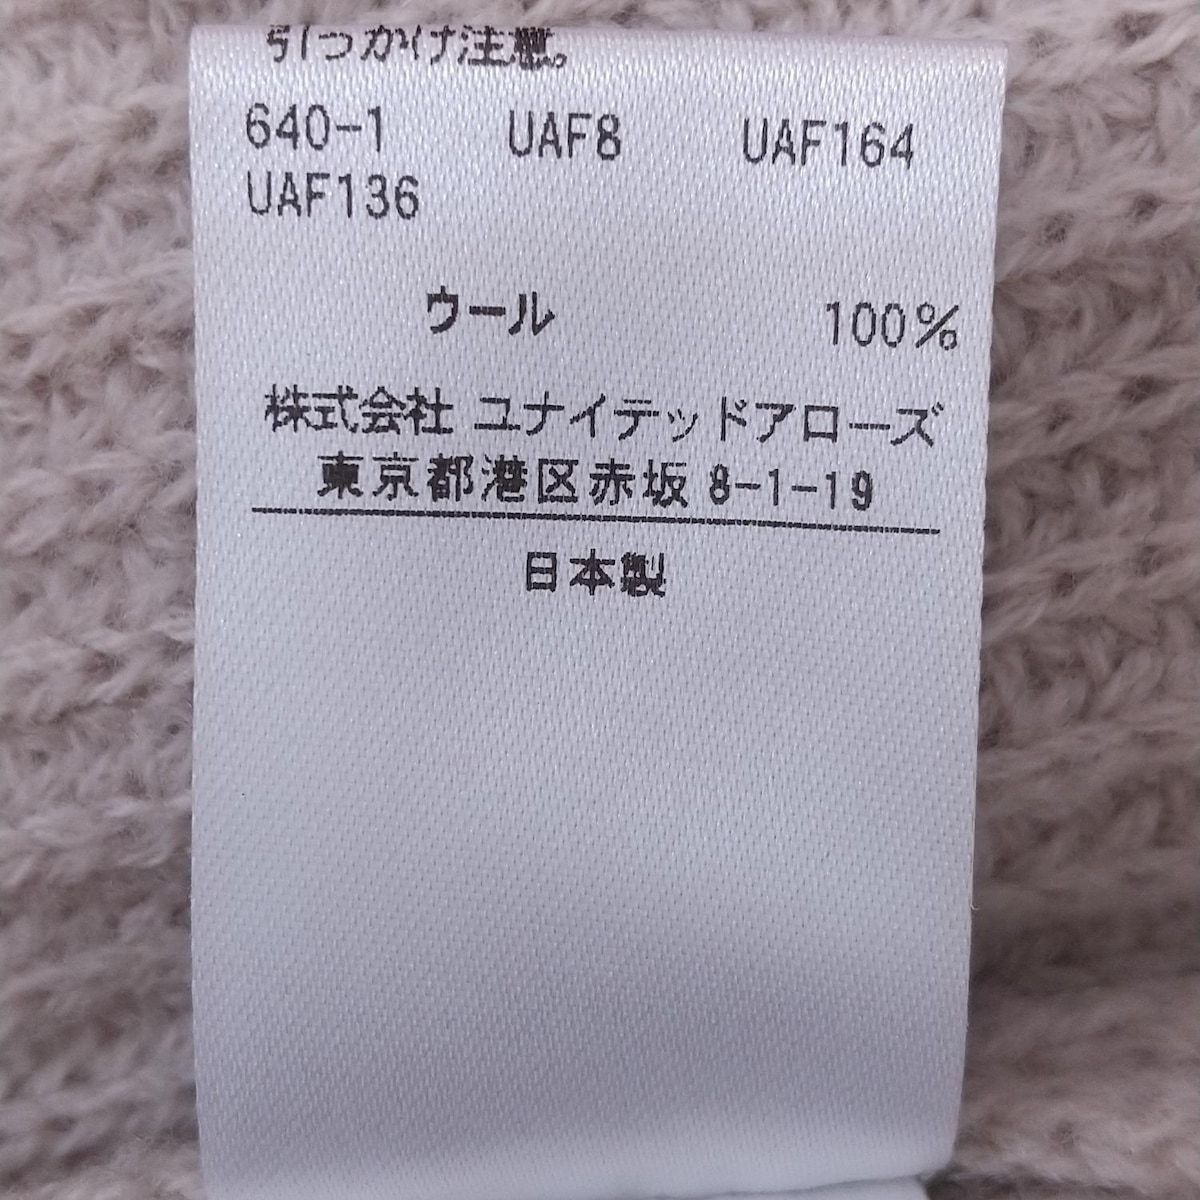 引っかけ注意。
640-1 UAF8 UAF164
UAF136
ウール 100%
株式会社 ユナイテッドアローズ
東京都港区赤坂 8-1-19
日本製